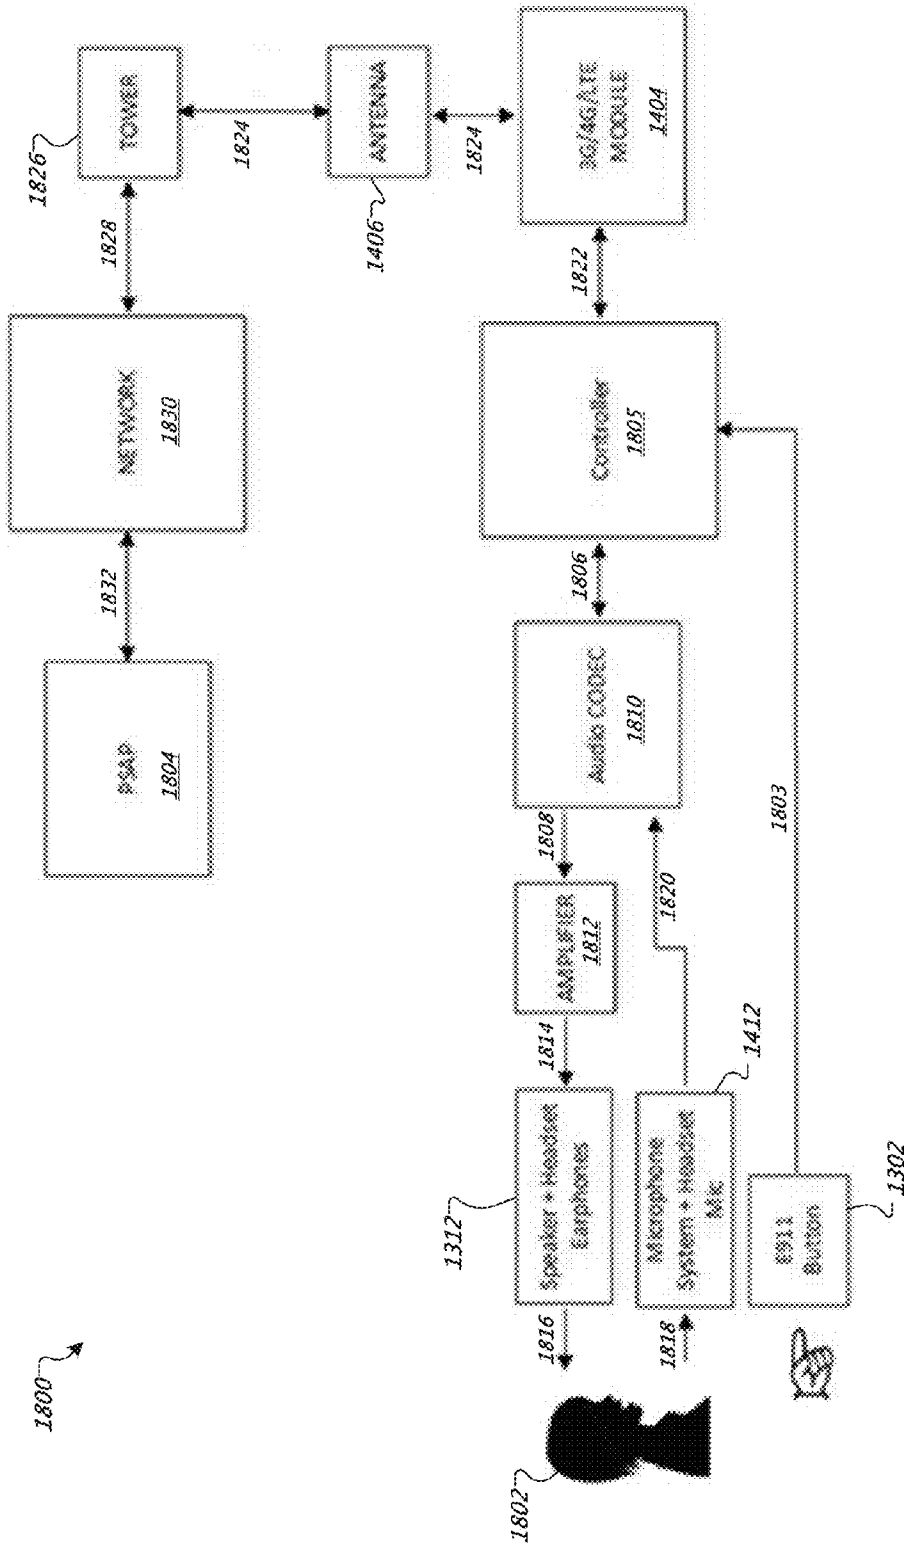 1800
PSAP
1804
1832
NETWORK
1830
1828
TOWER
1826
1824
ANTENNA
1406
1824
3G/4G/LTE
MODULE
1404
1822
Controller
1805
1806
Audio CODEC
1810
1808
AMPLIFIER
1812
1814
1312
Speaker + Headset
Earphones
1816
1802
1818
Microphone
System + Headset
Mic
1412
1820
E911
Button
1302
1803